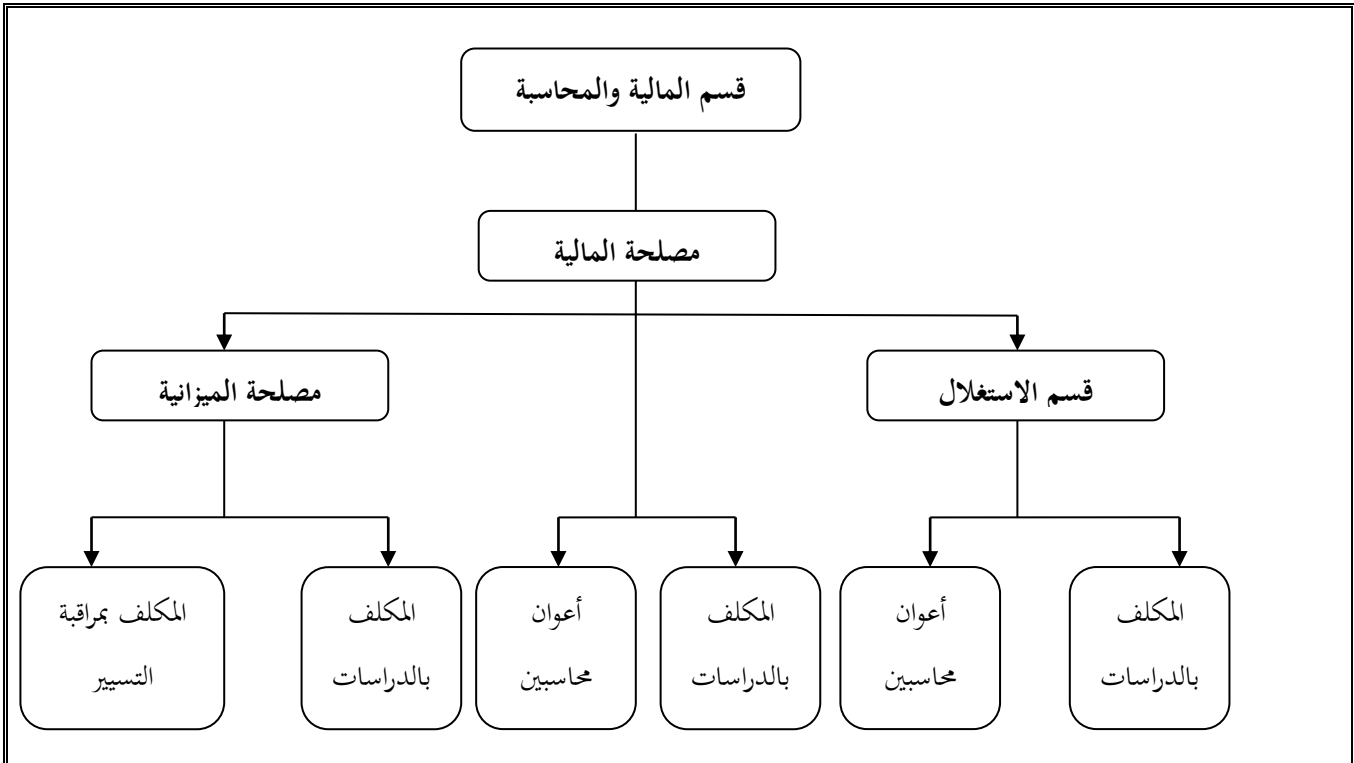 قسم المالية والمحاسبة
مصلحة المالية
قسم الاستغلال
مصلحة الميزانية
المكلف
بالدراسات
أعوان
محاسبين
المكلف
بالدراسات
أعوان
محاسبين
المكلف
بالدراسات
المكلف بمراقبة
التسيير